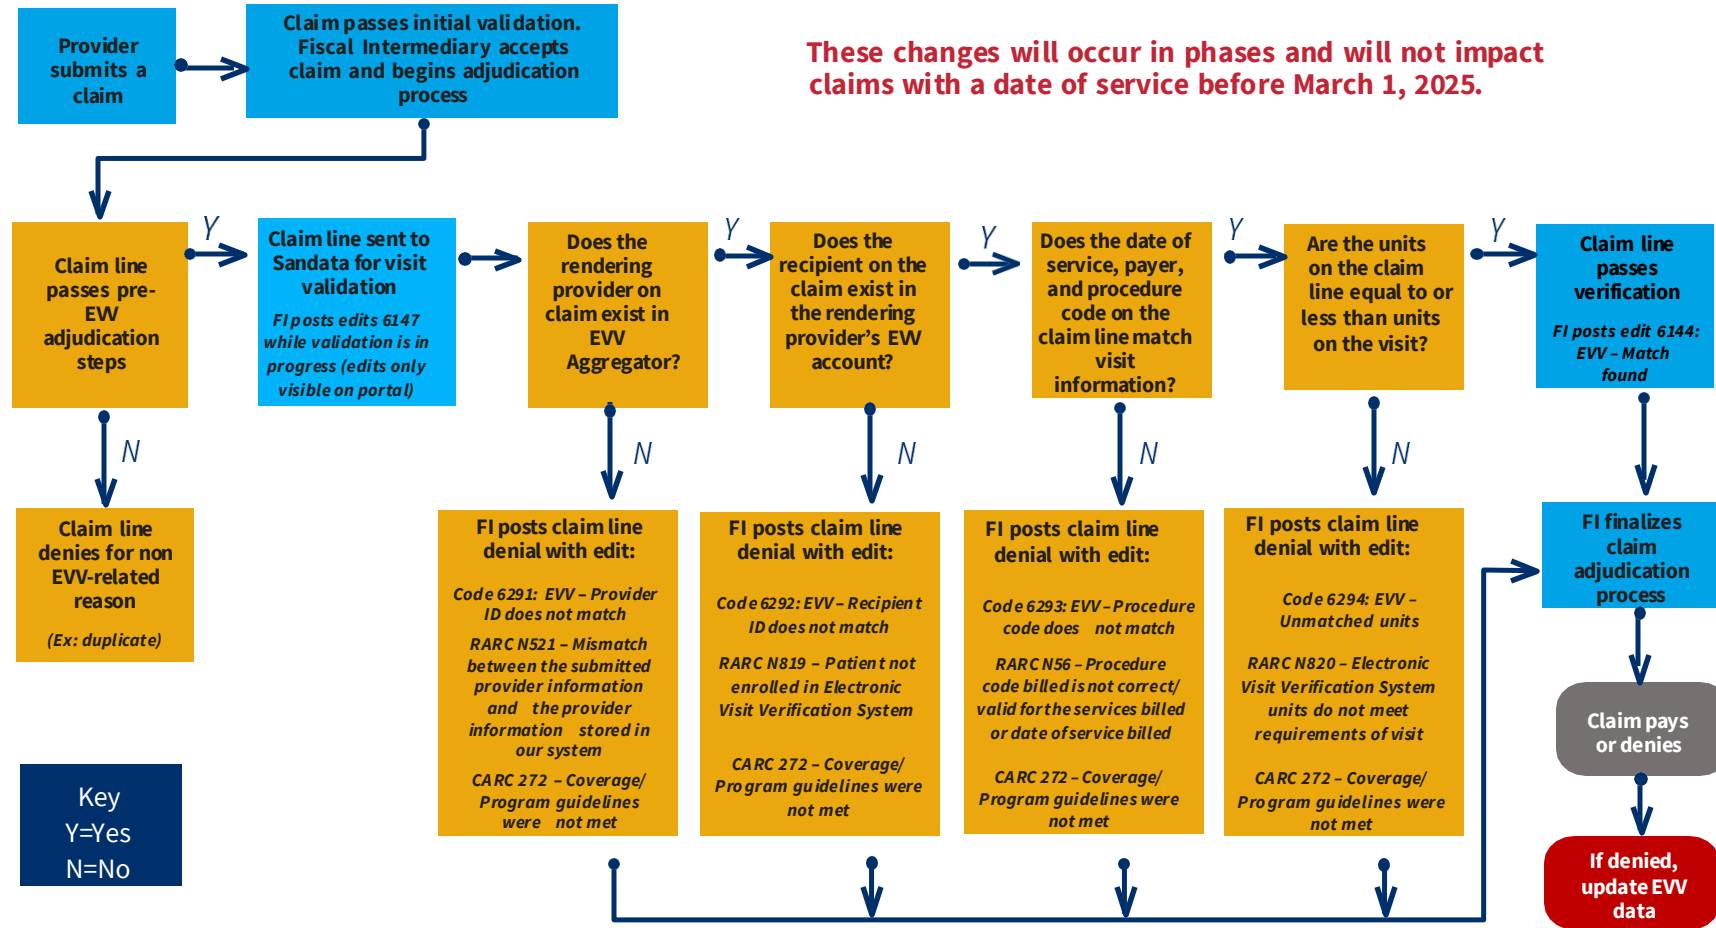 Provider
submits a
claim
Claim passes initial validation.
Fiscal Intermediary accepts
claim and begins adjudication
process
These changes will occur in phases and will not impact
claims with a date of service before March 1, 2025.
Claim line
passes pre-
EVV
adjudication
steps
Y
Claim line sent to
Sandata for visit
validation
FI posts edits 6147
while validation is in
progress (edits only
visible on portal)
Does the
rendering
provider on
claim exist in
EVV
Aggregator?
Y
Does the
recipient on the
claim exist in
the rendering
provider's EVV
account?
Y
Does the date of
service, payer,
and procedure
code on the
claim line match
visit
information?
Y
Are the units
on the claim
line equal to or
less than units
on the visit?
Y
Claim line
passes
verification
FI posts edit 6144:
EVV – Match
found
N
N
N
N
N
Claim line
denies for non
EVV-related
reason
(Ex: duplicate)
FI posts claim line
denial with edit:
Code 6291: EVV – Provider
ID does not match
RARC N521 – Mismatch
between the submitted
provider information
and the provider
information stored in
our system
CARC 272 – Coverage/
Program guidelines
were not met
FI posts claim line
denial with edit:
Code 6292: EVV – Recipient
ID does not match
RARC N819 – Patient not
enrolled in Electronic
Visit Verification System
CARC 272 – Coverage/
Program guidelines were
not met
FI posts claim line
denial with edit:
Code 6293: EVV – Procedure
code does not match
RARC N56 – Procedure
code billed is not correct/
valid for the services billed
or date of service billed
CARC 272 – Coverage/
Program guidelines were
not met
FI posts claim line
denial with edit:
Code 6294: EVV –
Unmatched units
RARC N820 – Electronic
Visit Verification System
units do not meet
requirements of visit
CARC 272 – Coverage/
Program guidelines were
not met
FI finalizes
claim
adjudication
process
Claim pays
or denies
If denied,
update EVV
data
Key
Y=Yes
N=No